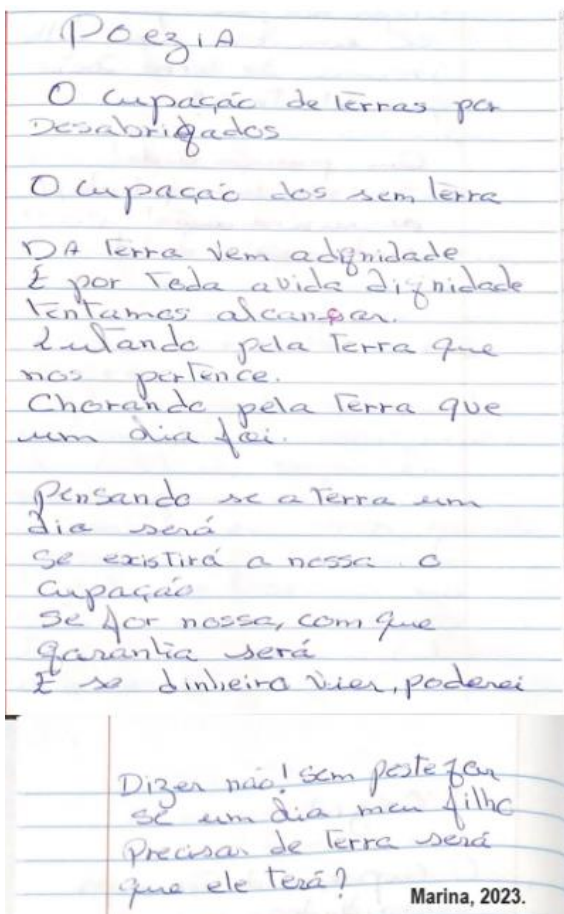 Poezia
O cupação de terras por
Desabrigados
O cupação dos sem terra
DA terra vem adignidade
E por toda avida dignidade
tentamos alcançar.
Lutando pela terra que
nos pertence.
Chorando pela terra que
um dia foi.
Pensando se a terra um
dia será
se existirá a nossa o
cupação
se for nossa, com que
garantia será
E se dinheiro vier, poderei
Dizer não! sem pestejar
se um dia meu filho
Precisar de terra será
que ele terá?
Marina, 2023.